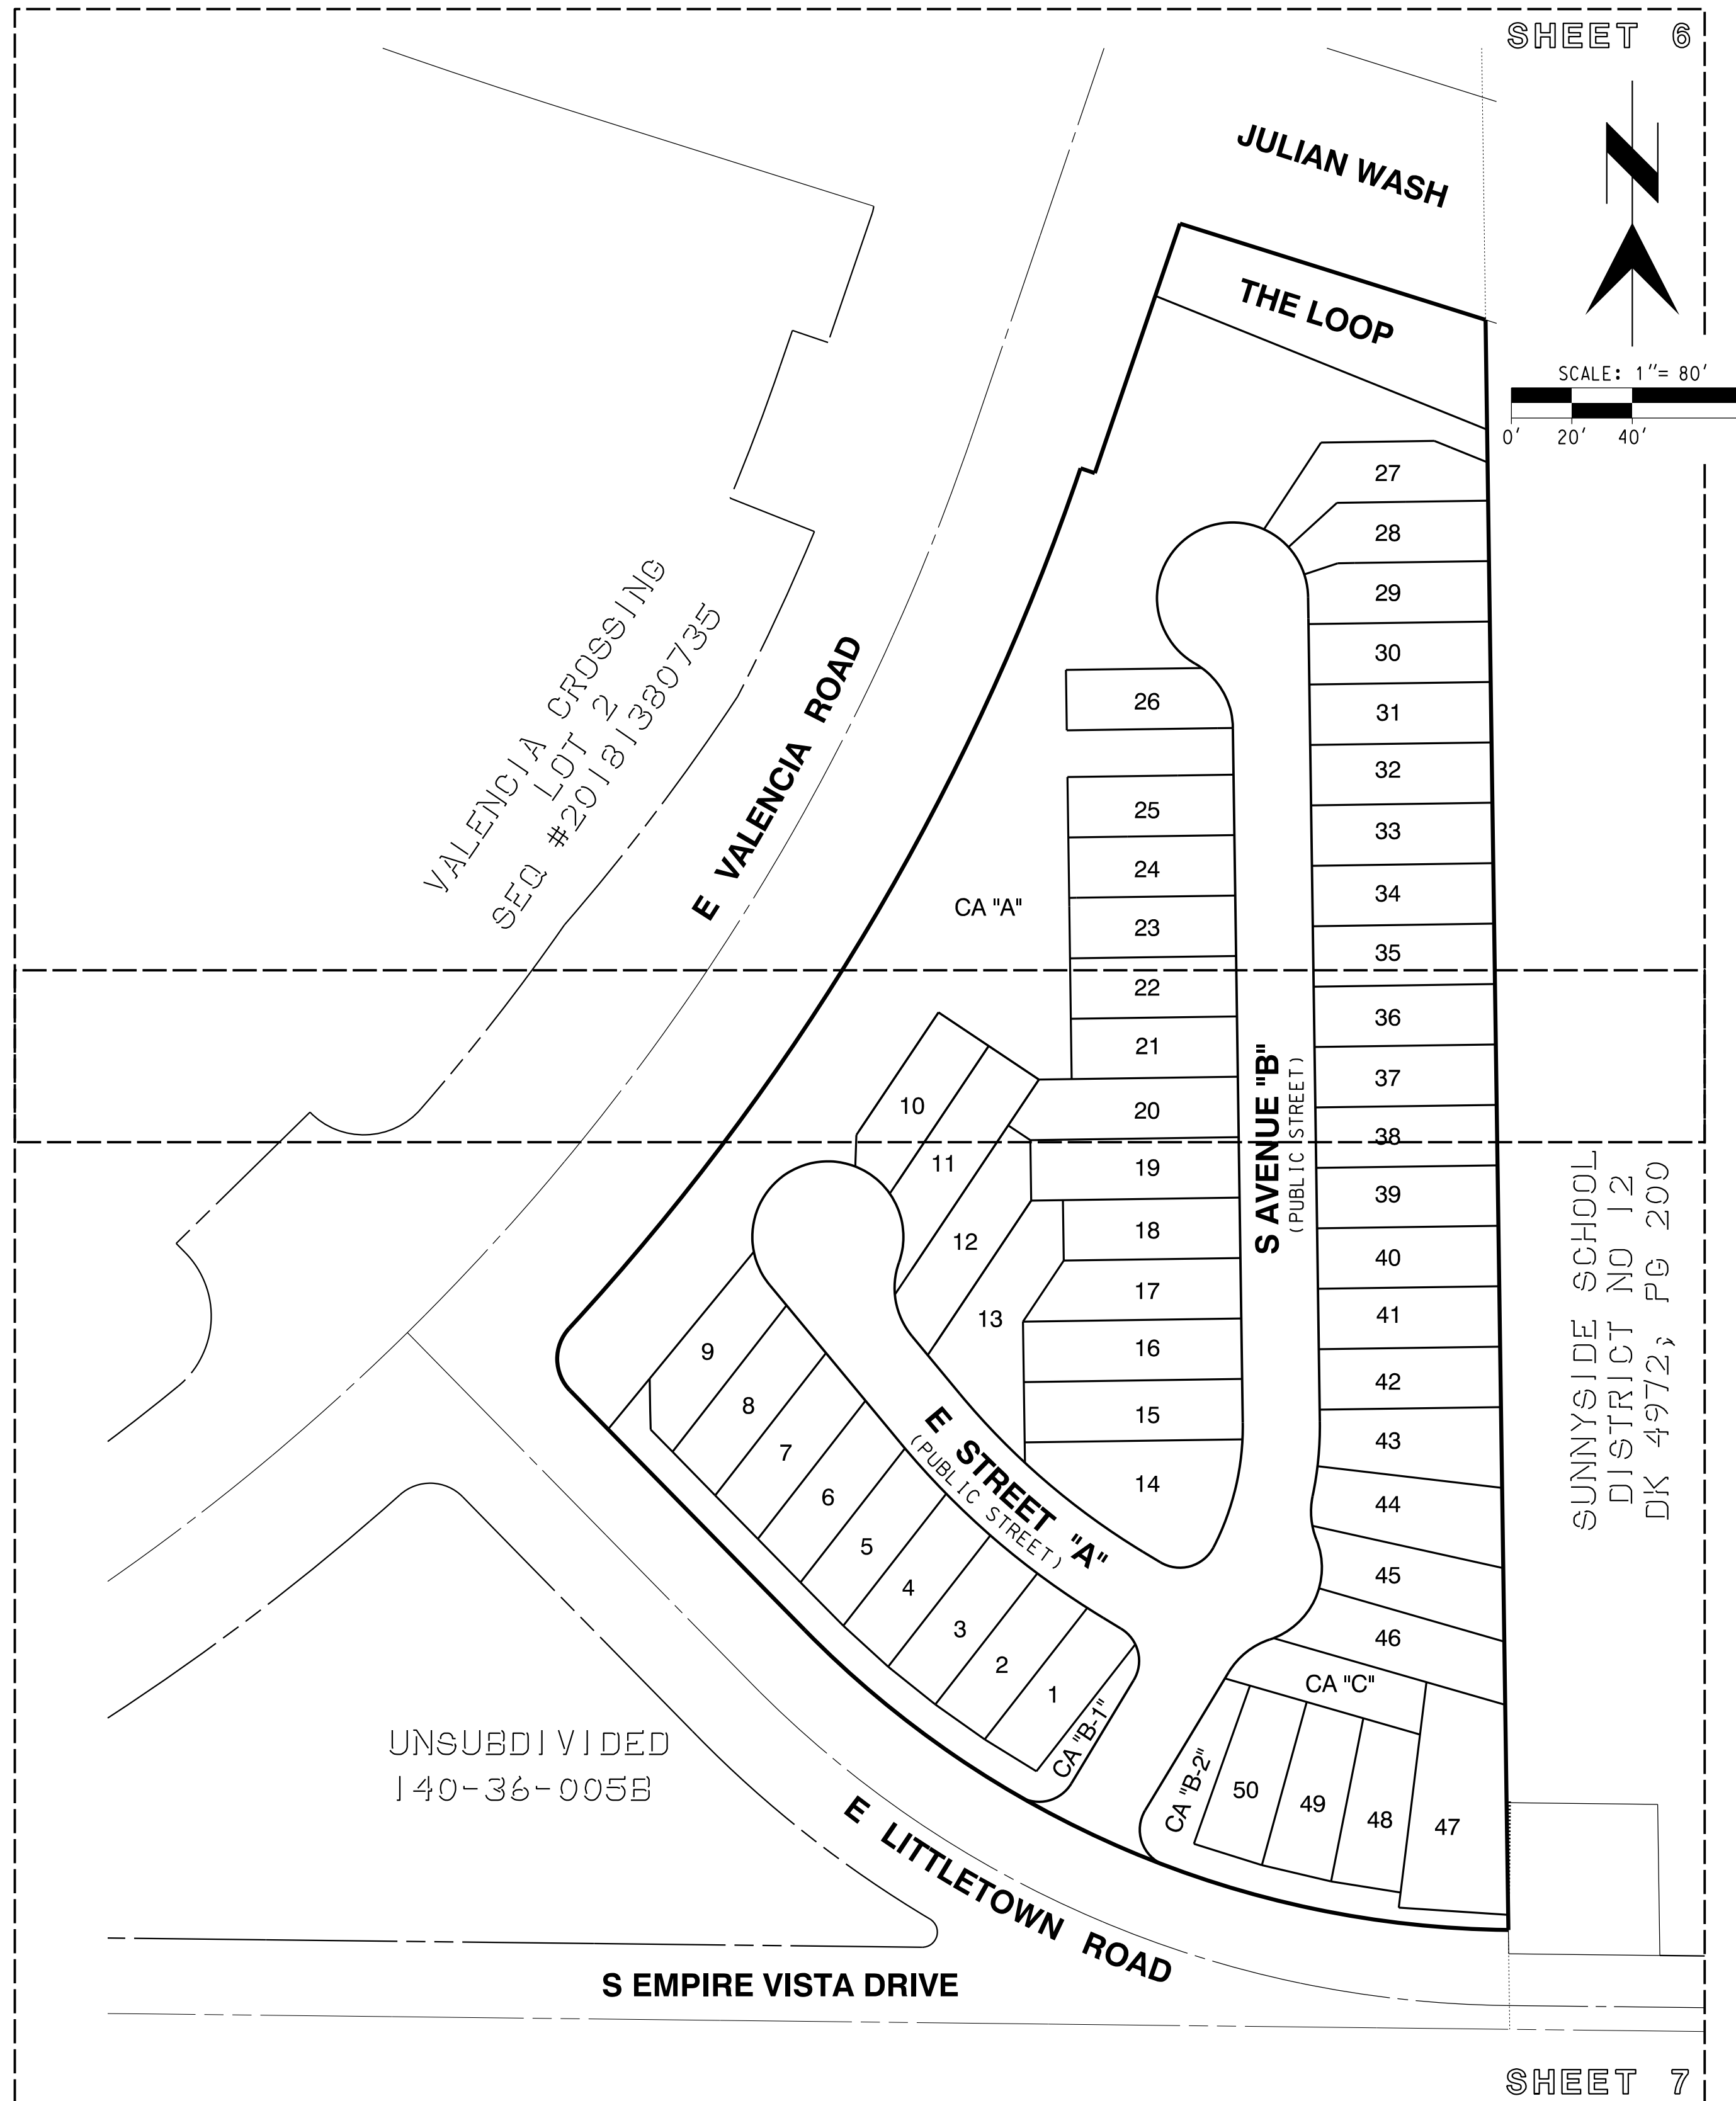 SHEET 6
JULIAN WASH
THE LOOP
SCALE: 1"= 80'
0' 20' 40'
27
28
29
30
31
32
33
34
35
36
37
38
39
40
41
42
43
44
45
46
26
25
24
23
22
21
20
19
18
17
16
15
14
VALENCIA CROSSING
LOT 2
SEQ #20181380735
E VALENCIA ROAD
CA "A"
10
11
12
13
9
8
7
6
5
4
3
2
1
S AVENUE "B"
(PUBLIC STREET)
E STREET "A"
(PUBLIC STREET)
SUNNYSIDE SCHOOL
DISTRICT NO 12
DK 4972; PG 200
CA "B-1"
CA "C"
CA "B-2"
50
49
48
47
UNSUBDIVIDED
140-36-005B
E LITTLETOWN ROAD
S EMPIRE VISTA DRIVE
SHEET 7